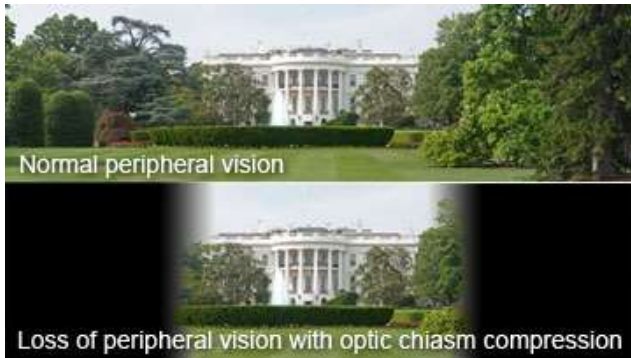 Normal peripheral vision
Loss of peripheral vision with optic chiasm compression